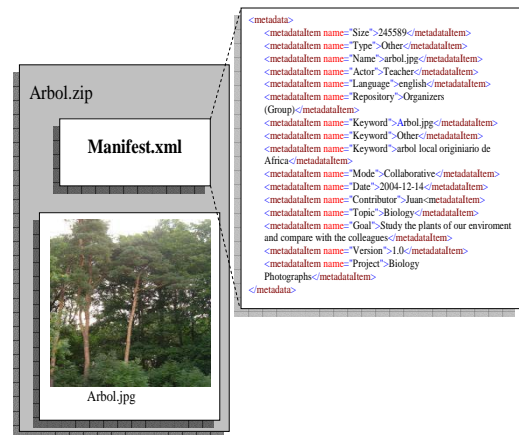 Arbol.zip
Manifest.xml
Arbol.jpg
<metadata>
<metadataItem name="Size">245589</metadataItem>
<metadataItem name="Type">Other</metadataItem>
<metadataItem name="Name">arbol.jpg</metadataItem>
<metadataItem name="Actor">Teacher</metadataItem>
<metadataItem name="Language">english</metadataItem>
<metadataItem name="Repository">Organizers
(Group)</metadataItem>
<metadataItem name="Keyword">Arbol.jpg</metadataItem>
<metadataItem name="Keyword">Other</metadataItem>
<metadataItem name="Keyword">arbol local originiario de
Africa</metadataItem>
<metadataItem name="Mode">Collaborative</metadataItem>
<metadataItem name="Date">2004-12-14</metadataItem>
<metadataItem name="Contributor">Juan<metadataItem>
<metadataItem name="Topic">Biology</metadataItem>
<metadataItem name="Goal">Study the plants of our enviroment
and compare with the colleagues</metadataItem>
<metadataItem name="Version">1.0</metadataItem>
<metadataItem name="Project">Biology
Photographs</metadataItem>
</metadata>